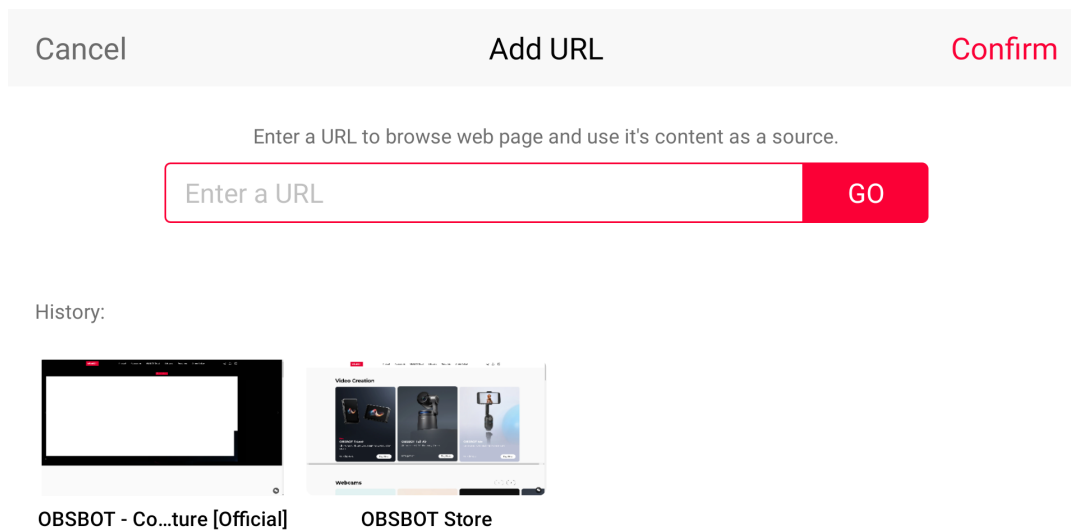 Cancel
Add URL
Confirm
Enter a URL to browse web page and use it's content as a source.
Enter a URL
GO
History:
Video Creation
Webcams
OBSBOT - Co...ture [Official]
OBSBOT Store